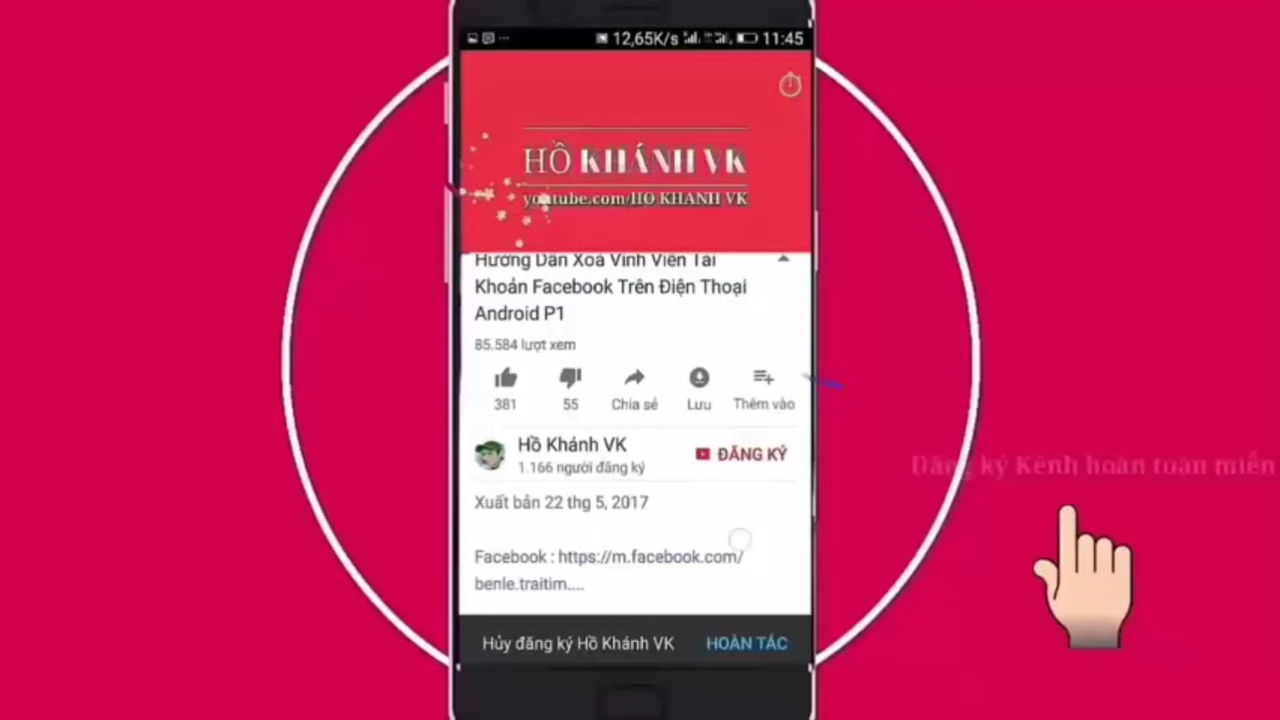 12,65K/s 11:45
HỒ KHÁNH VK
youtube.com/HO KHANH VK
Hướng Dẫn Xoá Vĩnh Viễn Tài
Khoản Facebook Trên Điện Thoại
Android P1
85.584 lượt xem
381 55 Chia sẻ Lưu Thêm vào
Hồ Khánh VK
1.166 người đăng ký
ĐĂNG KÝ
Đăng ký Kênh hoàn toàn miễn
Xuất bản 22 thg 5, 2017
Facebook : https://m.facebook.com/
benle.traitim....
Hủy đăng ký Hồ Khánh VK HOÀN TÁC